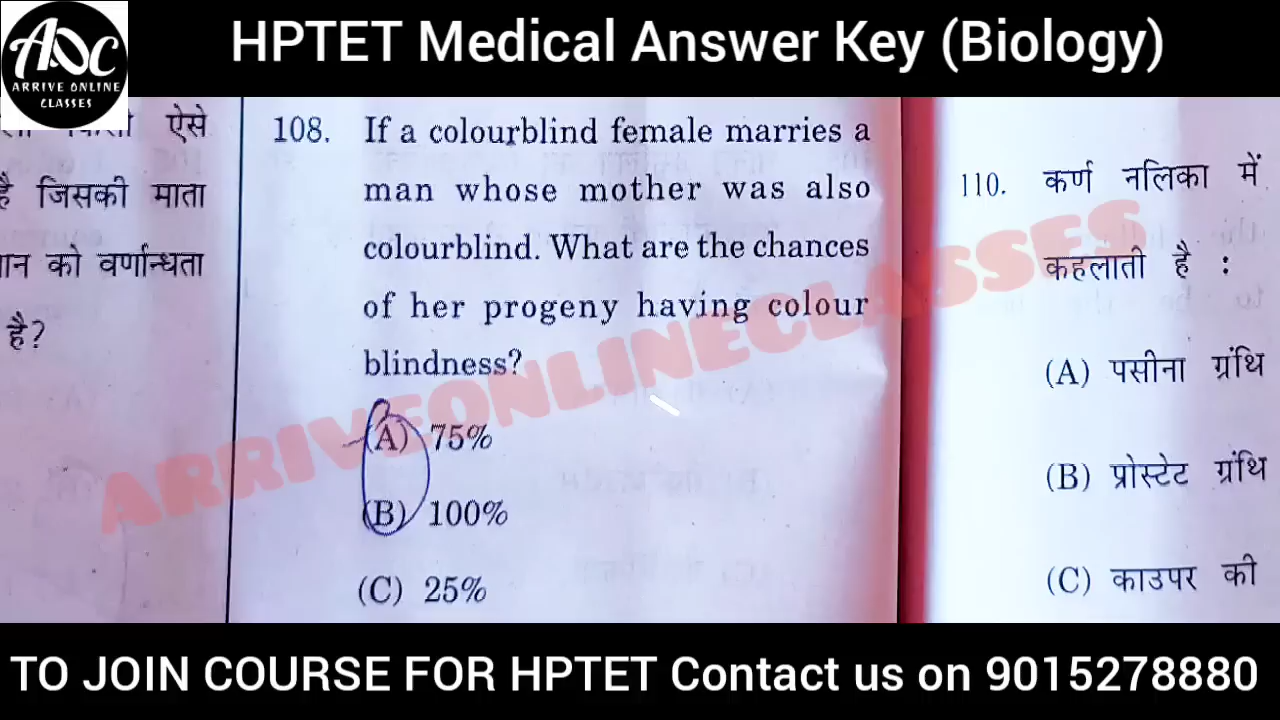 ARRIVE ONLINE
CLASSES
HPTET Medical Answer Key (Biology)
ऐसे
है जिसकी माता
को वर्णान्धता
है?
108. If a colourblind female marries a
man whose mother was also
colourblind. What are the chances
of her progeny having colour
blindness?
(A) 75%
(B) 100%
(C) 25%
110. कर्ण नलिका में
कहलाती है :
(A) पसीना ग्रंथि
(B) प्रोस्टेट ग्रंथि
(C) काउपर की
ARRIVEONLINECLASSES
TO JOIN COURSE FOR HPTET Contact us on 9015278880